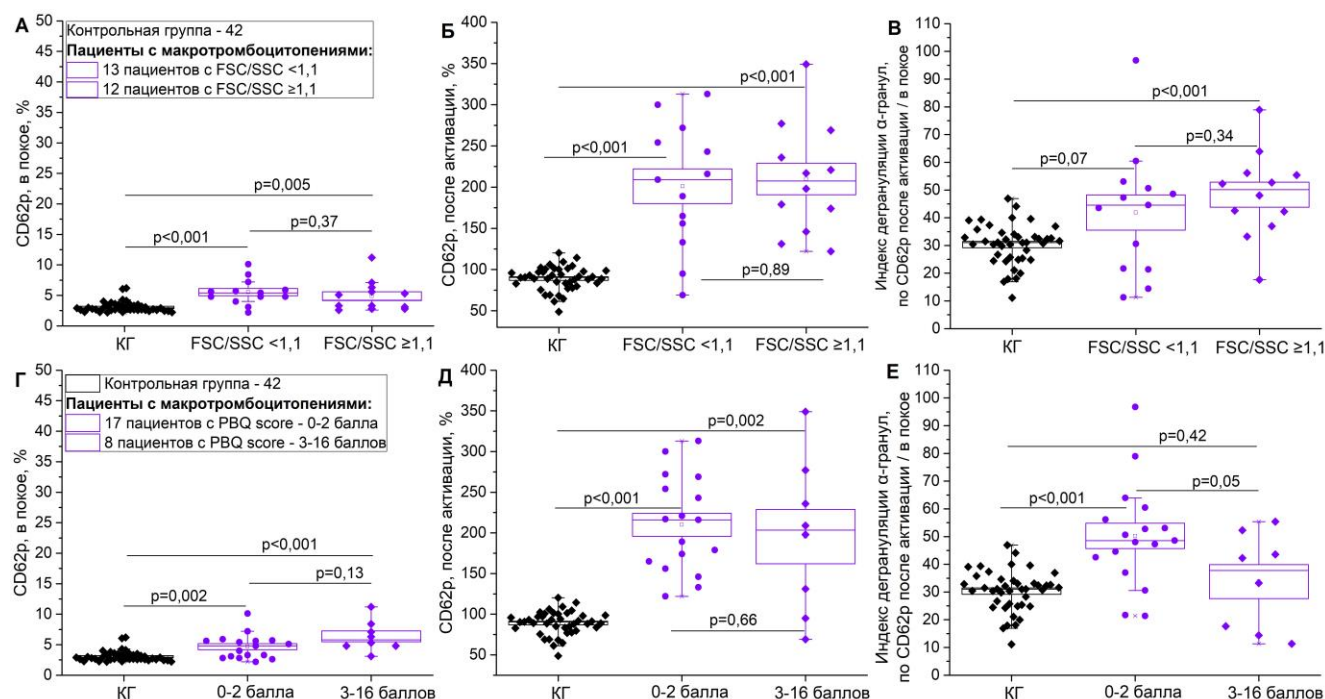 А
CD62p, в покое, %
50
45
40
35
30
25
20
15
10
5
0
Контрольная группа - 42
Пациенты с макротромбоцитопениями:
13 пациентов с FSC/SSC <1,1
12 пациентов с FSC/SSC ≥1,1
p=0,005
p=0,37
p<0,001
КГ
FSC/SSC <1,1
FSC/SSC ≥1,1
Б
CD62p, после активации, %
400
350
300
250
200
150
100
50
p<0,001
p<0,001
p=0,89
КГ
FSC/SSC <1,1
FSC/SSC ≥1,1
В
Индекс дегрануляции α-гранул,
по CD62p после активации / в покое
110
100
90
80
70
60
50
40
30
20
10
0
p<0,001
p=0,34
p=0,07
КГ
FSC/SSC <1,1
FSC/SSC ≥1,1
Г
CD62p, в покое, %
50
45
40
35
30
25
20
15
10
5
0
Контрольная группа - 42
Пациенты с макротромбоцитопениями:
17 пациентов с PBQ score - 0-2 балла
8 пациентов с PBQ score - 3-16 баллов
p<0,001
p=0,13
p=0,002
КГ
0-2 балла
3-16 баллов
Д
CD62p, после активации, %
400
350
300
250
200
150
100
50
p=0,002
p<0,001
p=0,66
КГ
0-2 балла
3-16 баллов
Е
Индекс дегрануляции α-гранул,
по CD62p после активации / в покое
110
100
90
80
70
60
50
40
30
20
10
0
p=0,42
p=0,05
p<0,001
КГ
0-2 балла
3-16 баллов